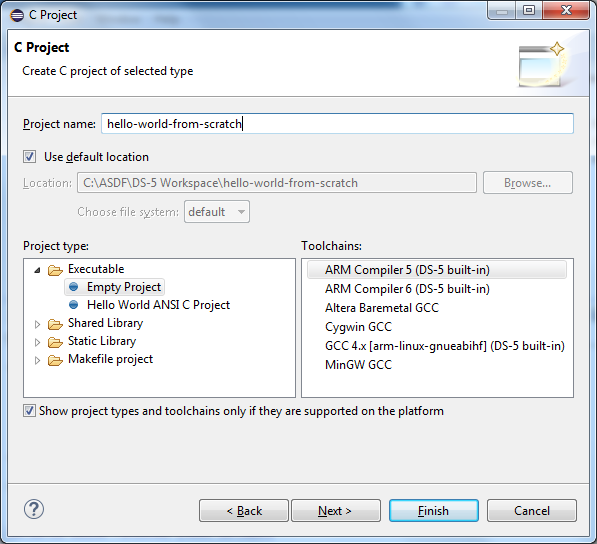 C Project
C Project
Create C project of selected type
Project name: hello-world-from-scratch
Use default location
Location: C:\ASDF\DS-5 Workspace\hello-world-from-scratch Browse...
Choose file system: default
Project type:
Executable
Empty Project
Hello World ANSI C Project
Shared Library
Static Library
Makefile project
Toolchains:
ARM Compiler 5 (DS-5 built-in)
ARM Compiler 6 (DS-5 built-in)
Altera Baremetal GCC
Cygwin GCC
GCC 4.x [arm-linux-gnueabihf] (DS-5 built-in)
MinGW GCC
Show project types and toolchains only if they are supported on the platform
? < Back Next > Finish Cancel